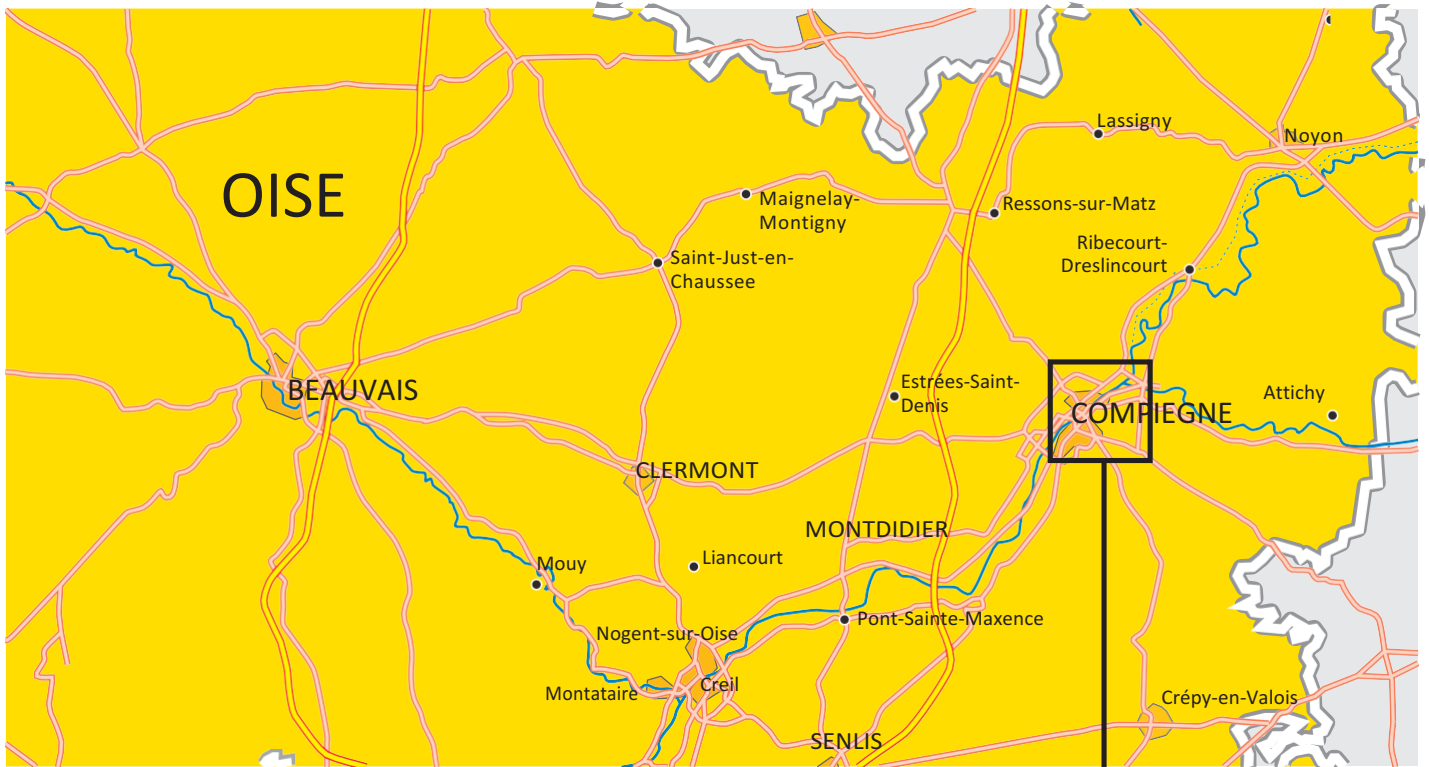 Lassigny
Noyon
OISE
Maignelay-
Montigny
Ressons-sur-Matz
Ribecourt-
Dreslincourt
Saint-Just-en-
Chaussee
BEAUVAIS
Estrées-Saint-
Denis
Attichy
COMPIEGNE
CLERMONT
MONTDIDIER
Liancourt
Mouy
Pont-Sainte-Maxence
Nogent-sur-Oise
Montataire
Creil
Crépy-en-Valois
SENLIS